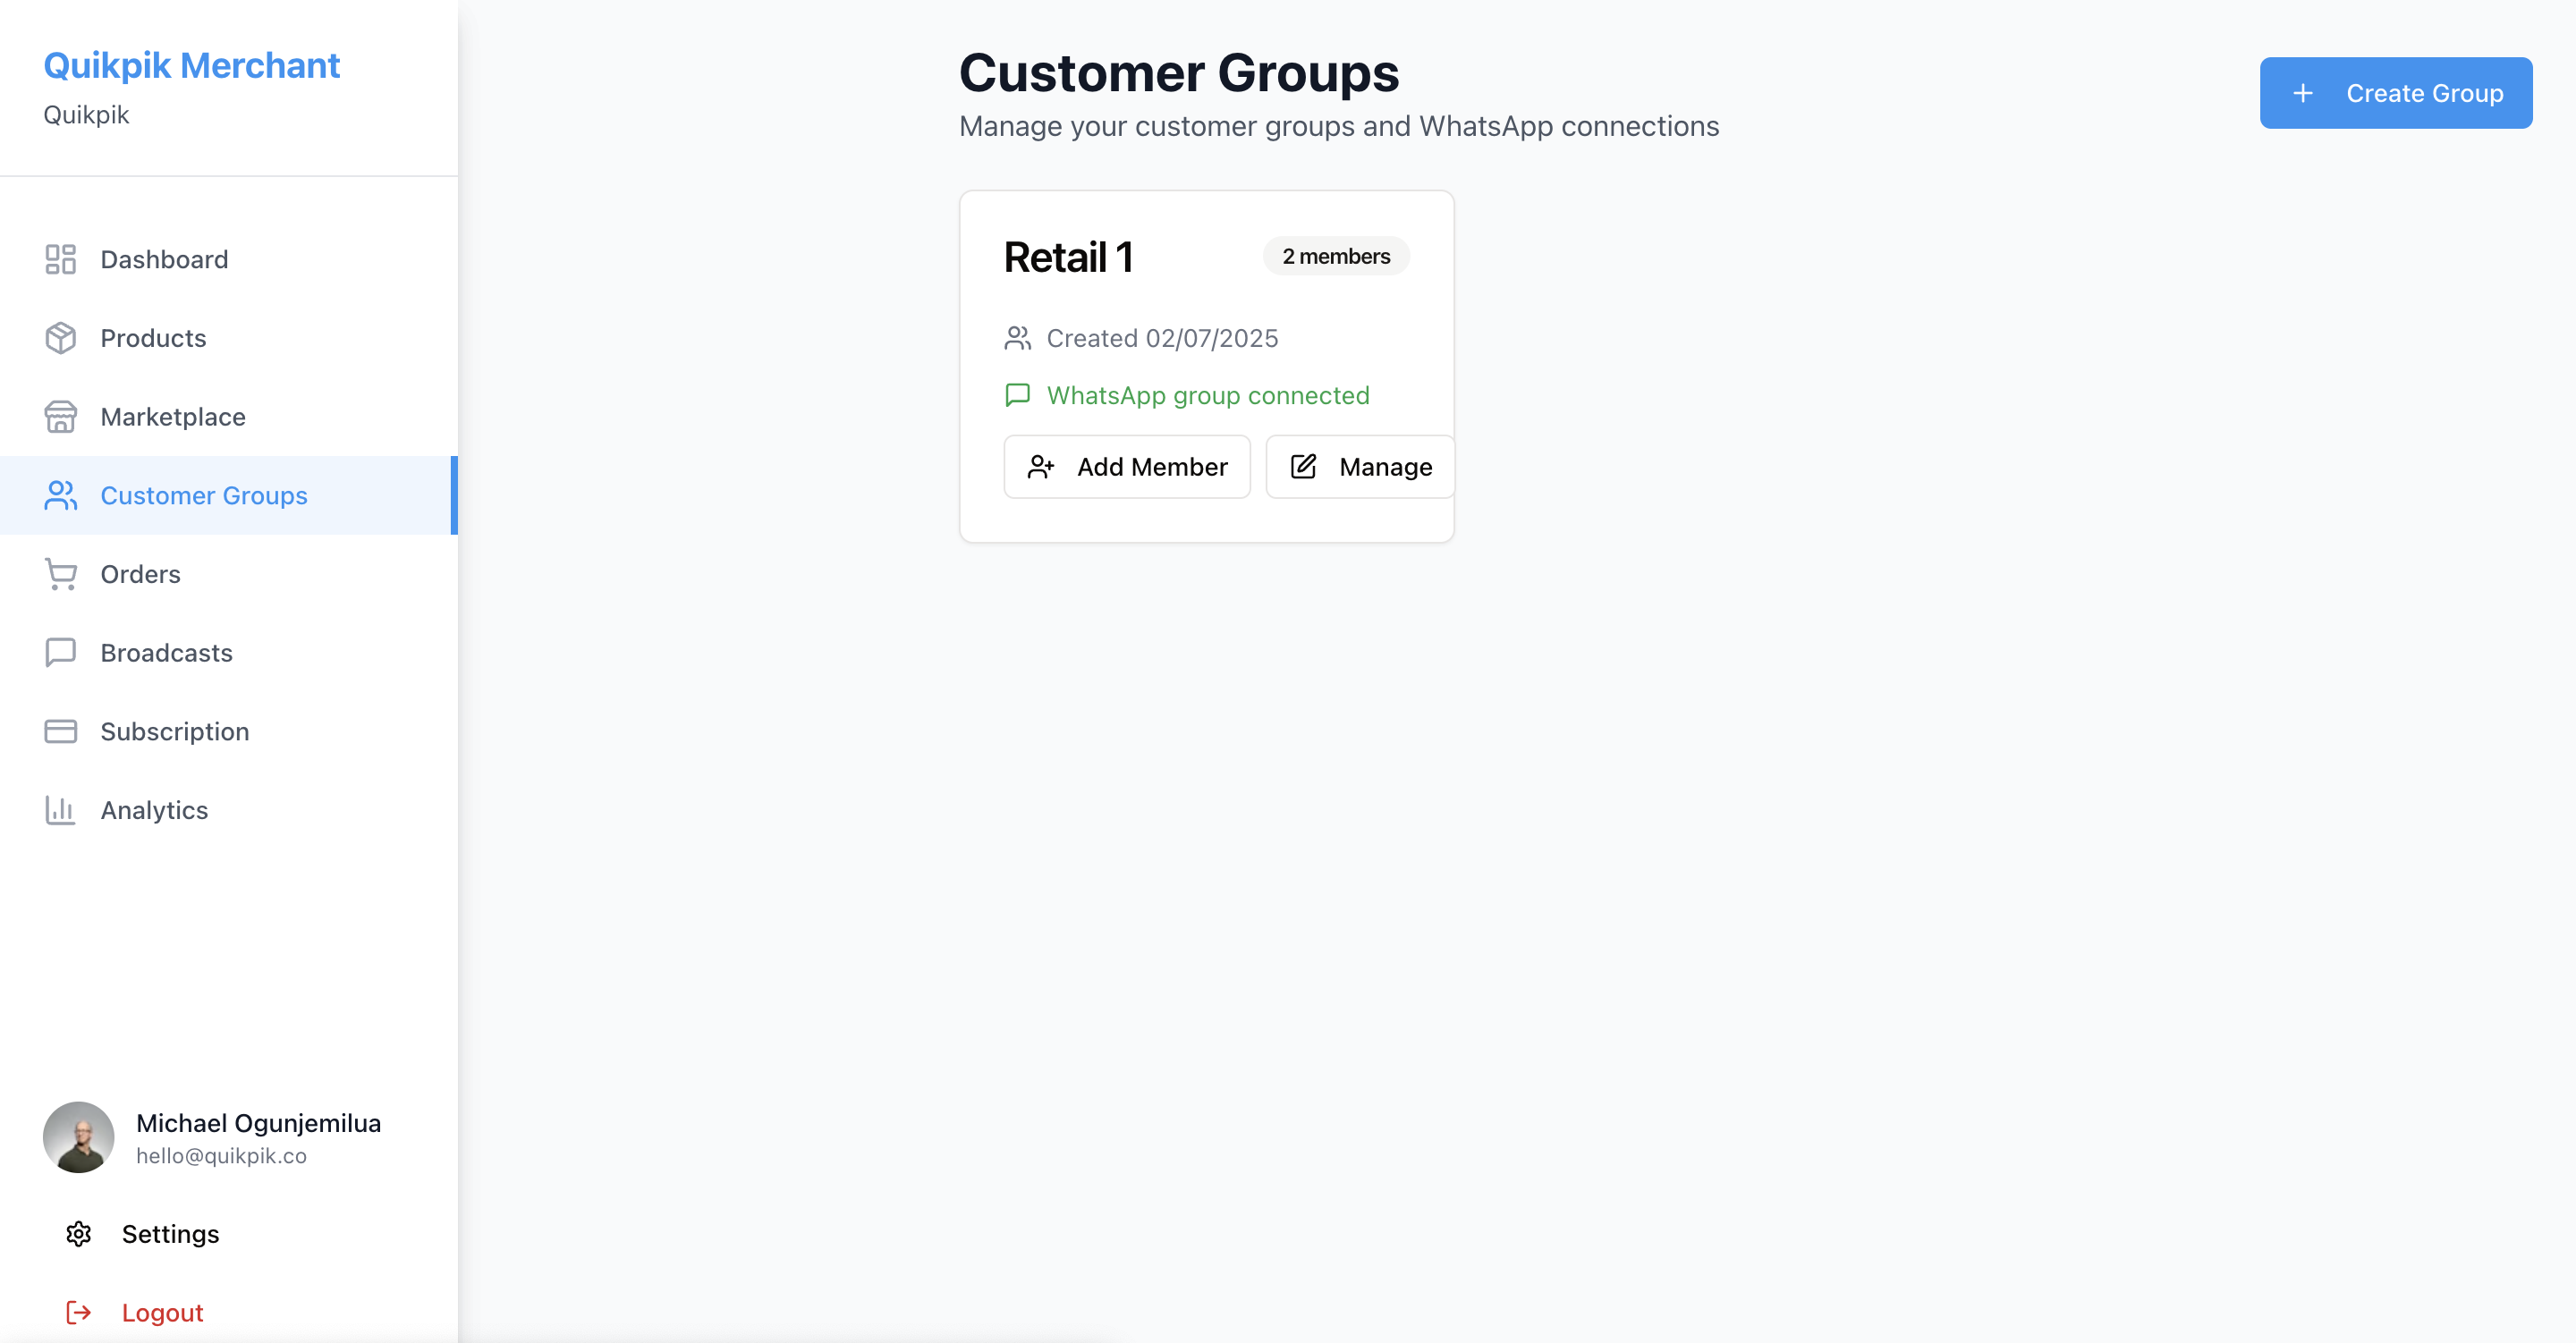 Quikpik Merchant
Quikpik
Dashboard
Products
Marketplace
Customer Groups
Orders
Broadcasts
Subscription
Analytics
Michael Ogunjemilua
hello@quikpik.co
Settings
Logout
Customer Groups
Manage your customer groups and WhatsApp connections
Create Group
Retail 1
2 members
Created 02/07/2025
WhatsApp group connected
Add Member
Manage